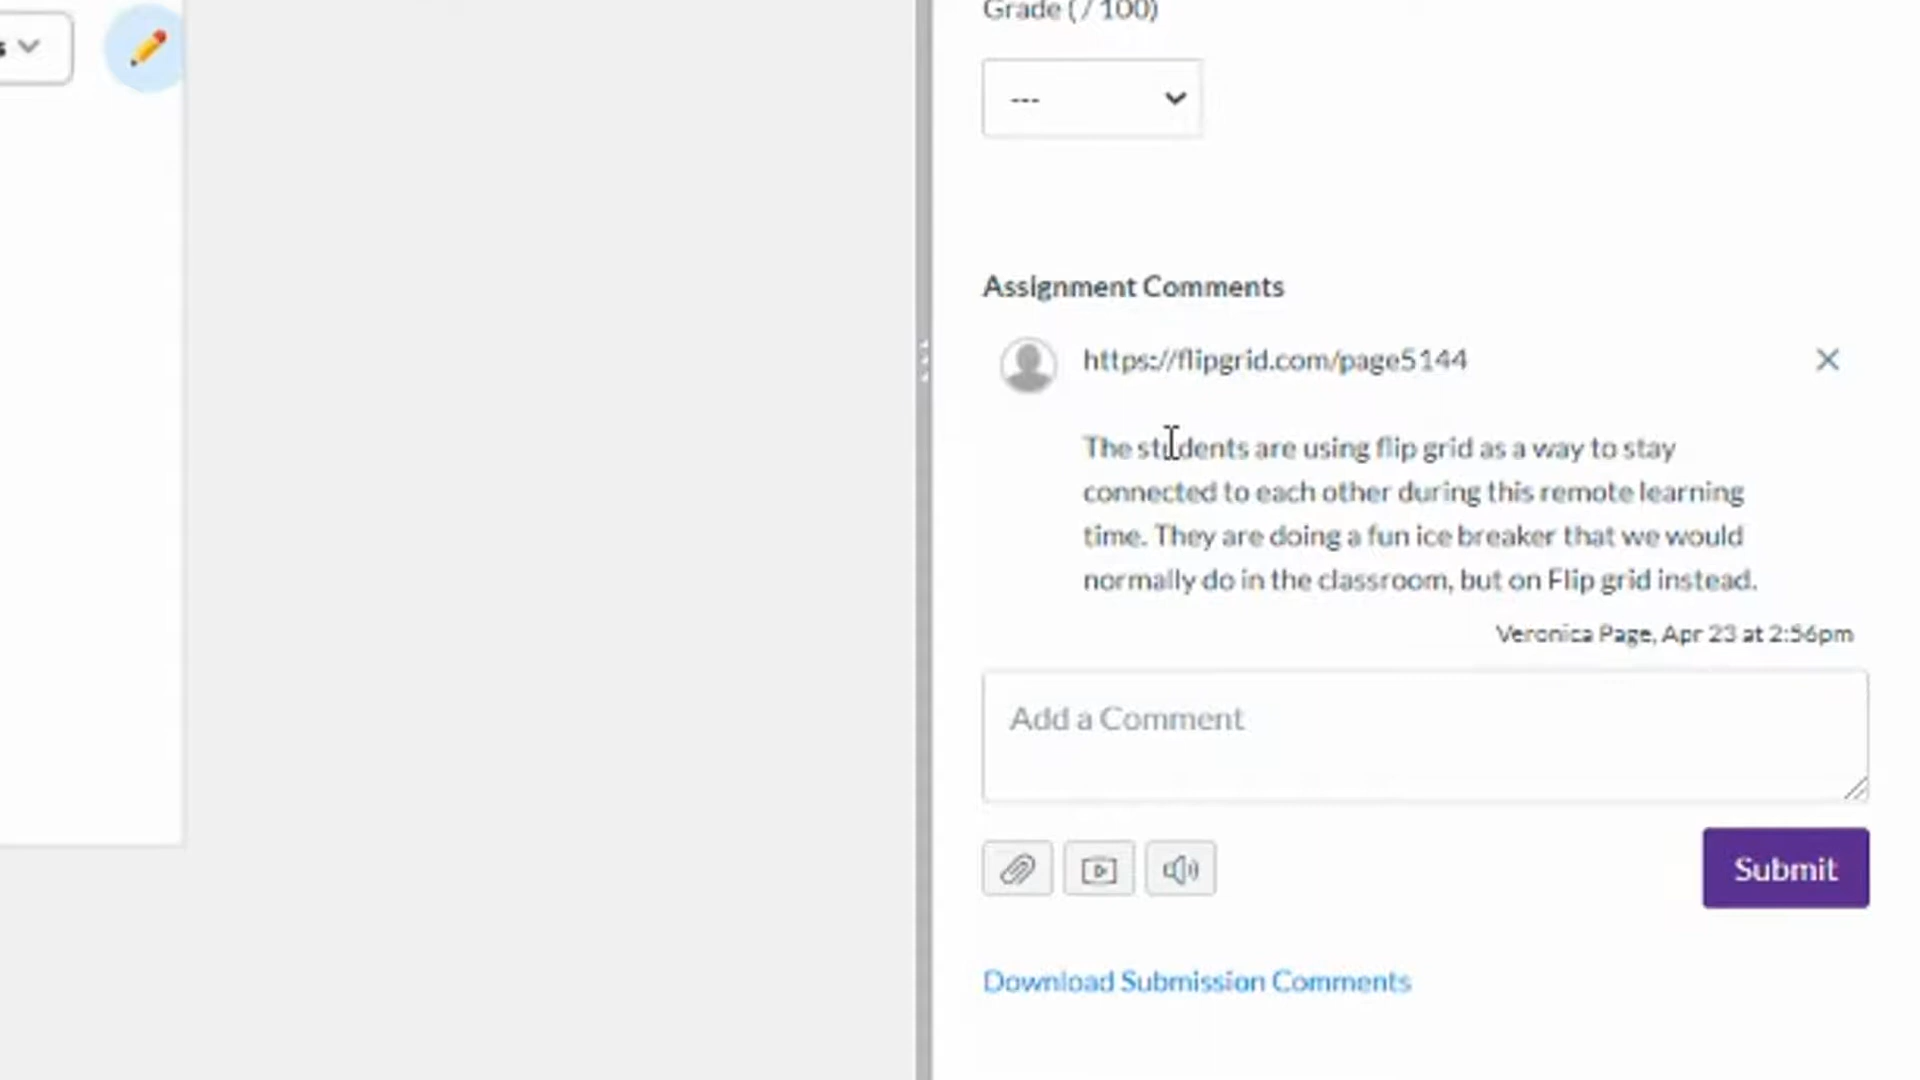 Grade ( / 100)
---
Assignment Comments
https://flipgrid.com/page5144
The students are using flip grid as a way to stay
connected to each other during this remote learning
time. They are doing a fun ice breaker that we would
normally do in the classroom, but on Flip grid instead.
Veronica Page, Apr 23 at 2:56pm
Add a Comment
Submit
Download Submission Comments